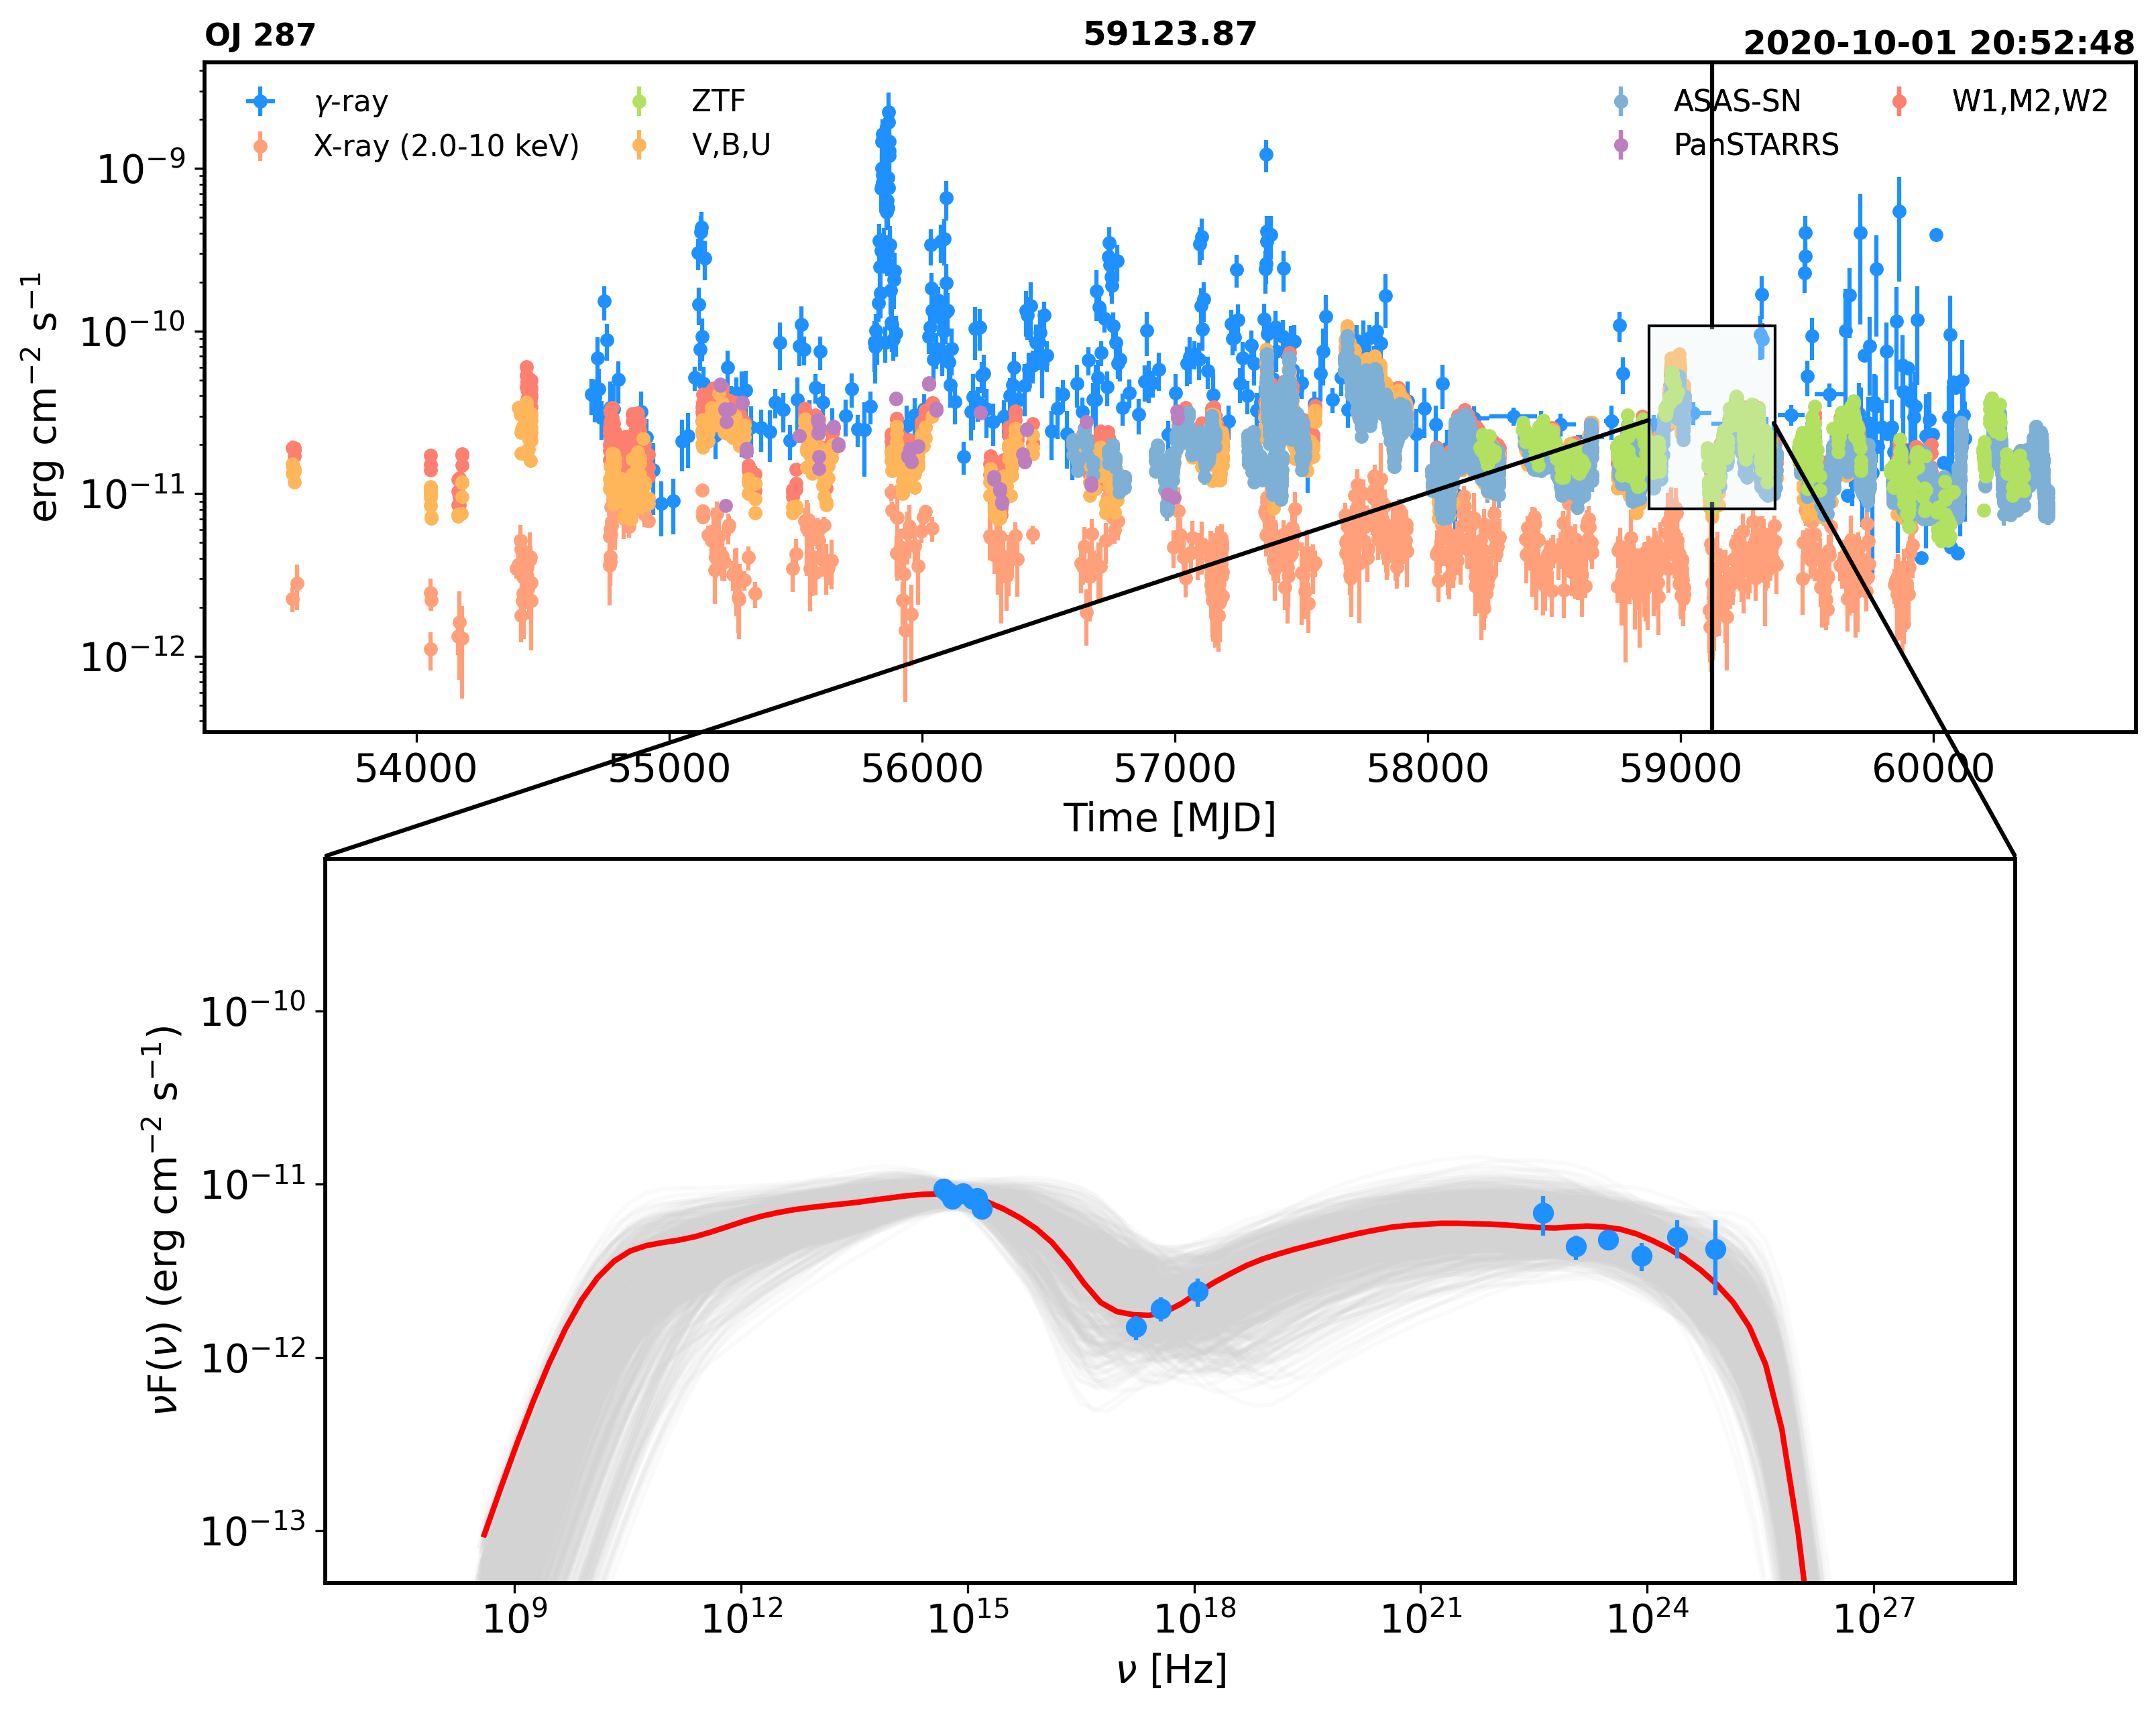 OJ 287 59123.87 2020-10-01 20:52:48
γ-ray ZTF ASAS-SN W1,M2,W2
X-ray (2.0-10 keV) V,B,U PanSTARRS
10⁻⁹
10⁻¹⁰
10⁻¹¹
10⁻¹²
erg cm⁻² s⁻¹
54000 55000 56000 57000 58000 59000 60000
Time [MJD]
10⁻¹⁰
10⁻¹¹
10⁻¹²
10⁻¹³
νF(ν) (erg cm⁻² s⁻¹)
10⁹ 10¹² 10¹⁵ 10¹⁸ 10²¹ 10²⁴ 10²⁷
ν [Hz]